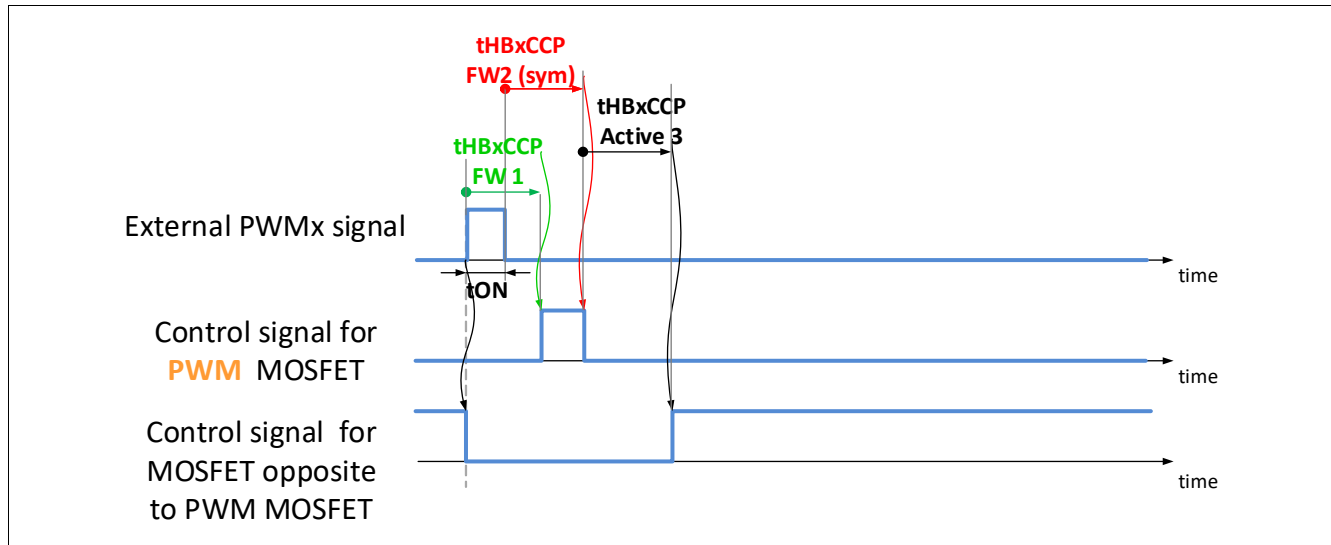 tHBxCCP
FW2 (sym)
tHBxCCP
Active 3
tHBxCCP
FW 1
External PWMx signal
time
tON
Control signal for
PWM MOSFET
time
Control signal for
MOSFET opposite
to PWM MOSFET
time